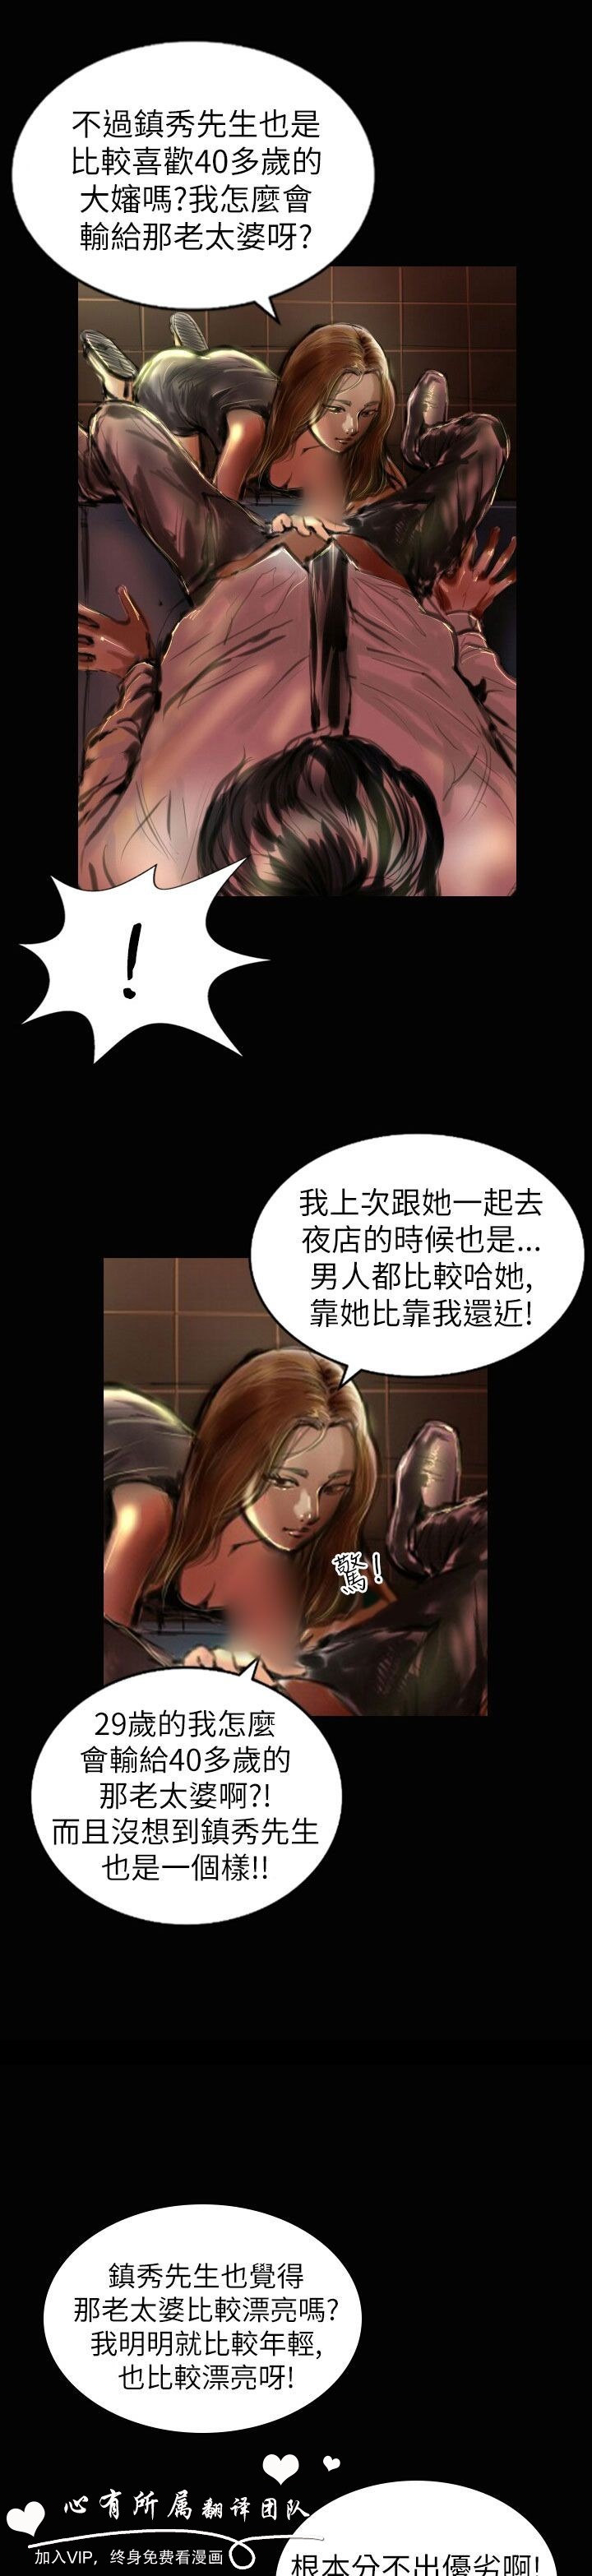 不過鎮秀先生也是
比較喜歡40多歲的
大嬸嗎?我怎麼會
輸給那老太婆呀?
!
我上次跟她一起去
夜店的時候也是...
男人都比較哈她,
靠她比靠我還近!
驚!
29歲的我怎麼
會輸給40多歲的
那老太婆啊?!
而且沒想到鎮秀先生
也是一個樣!!
鎮秀先生也覺得
那老太婆比較漂亮嗎?
我明明就比較年輕,
也比較漂亮呀!
心有所属翻译团队
加入VIP，终身免费看漫画
根本分不出優劣啊!